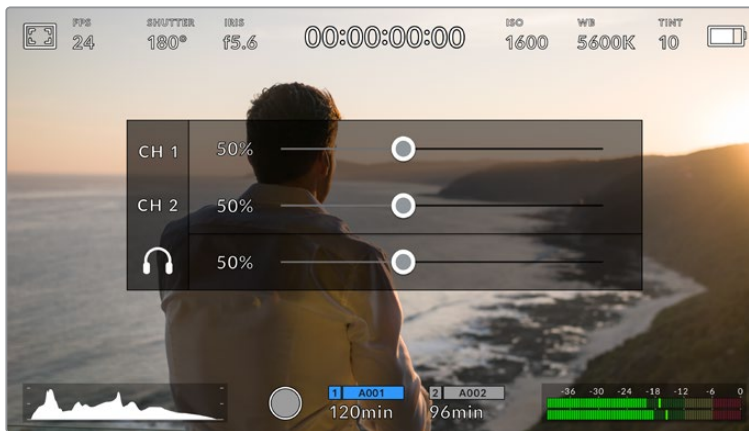 FPS
24
SHUTTER
180°
IRIS
f5.6
00:00:00:00
ISO
1600
WB
5600K
TINT
10
CH 1 50%
CH 2 50%
50%
1 A001
120min
2 A002
96min
-36 -30 -24 -18 -12 -6 0